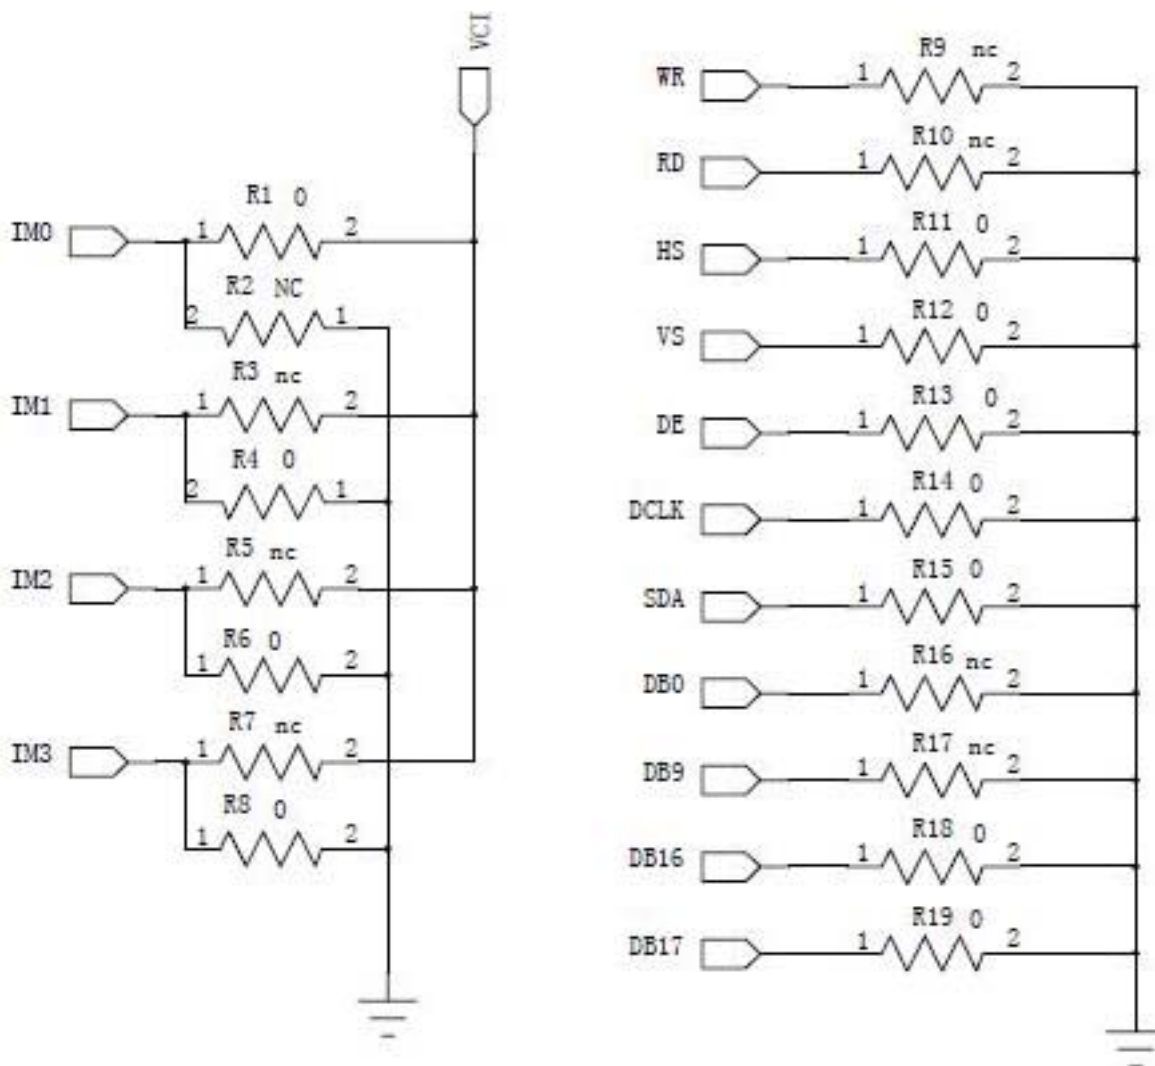 VCI
R1 0
IM0 1 2
R2 NC
2 1
R3 nc
IM1 1 2
R4 0
2 1
R5 nc
IM2 1 2
R6 0
1 2
R7 nc
IM3 1 2
R8 0
1 2
R9 nc
WR 1 2
R10 nc
RD 1 2
R11 0
HS 1 2
R12 0
VS 1 2
R13 0
DE 1 2
R14 0
DCLK 1 2
R15 0
SDA 1 2
R16 nc
DB0 1 2
R17 nc
DB9 1 2
R18 0
DB16 1 2
R19 0
DB17 1 2